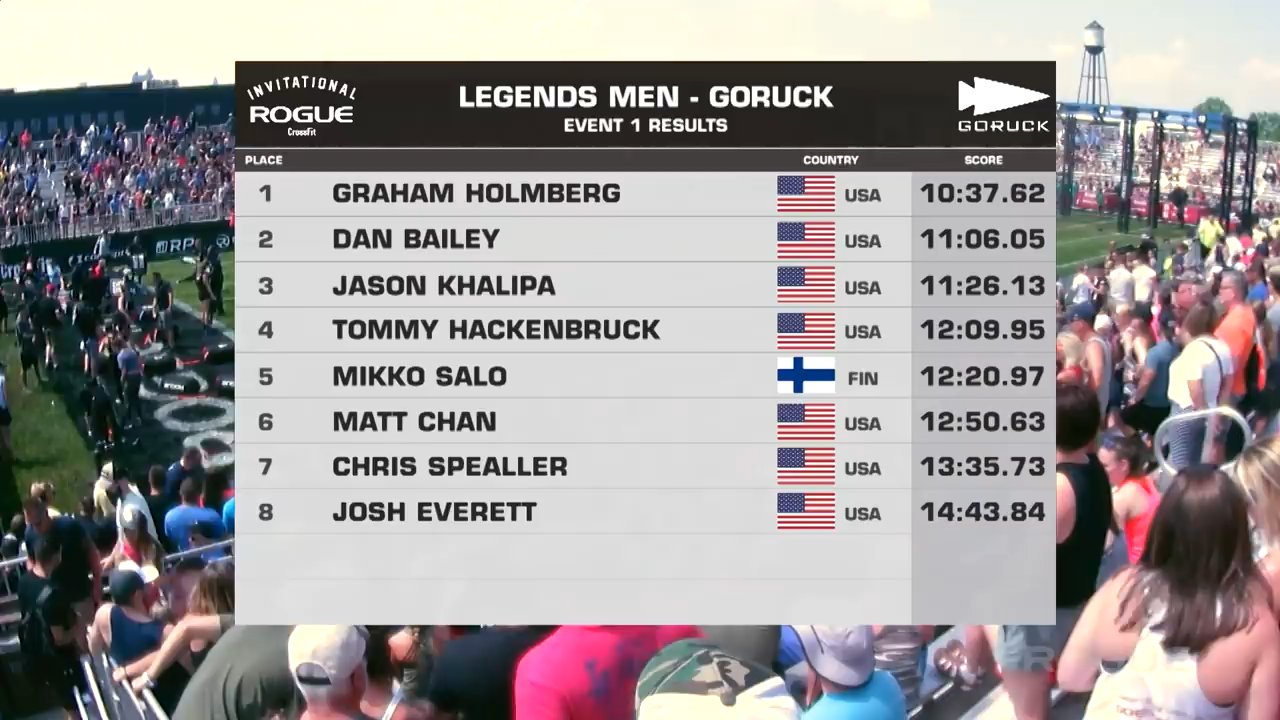 INVITATIONAL
ROGUE
CrossFit
LEGENDS MEN - GORUCK
EVENT 1 RESULTS
GORUCK
PLACE COUNTRY SCORE
1 GRAHAM HOLMBERG USA 10:37.62
2 DAN BAILEY USA 11:06.05
3 JASON KHALIPA USA 11:26.13
4 TOMMY HACKENBRUCK USA 12:09.95
5 MIKKO SALO FIN 12:20.97
6 MATT CHAN USA 12:50.63
7 CHRIS SPEALLER USA 13:35.73
8 JOSH EVERETT USA 14:43.84